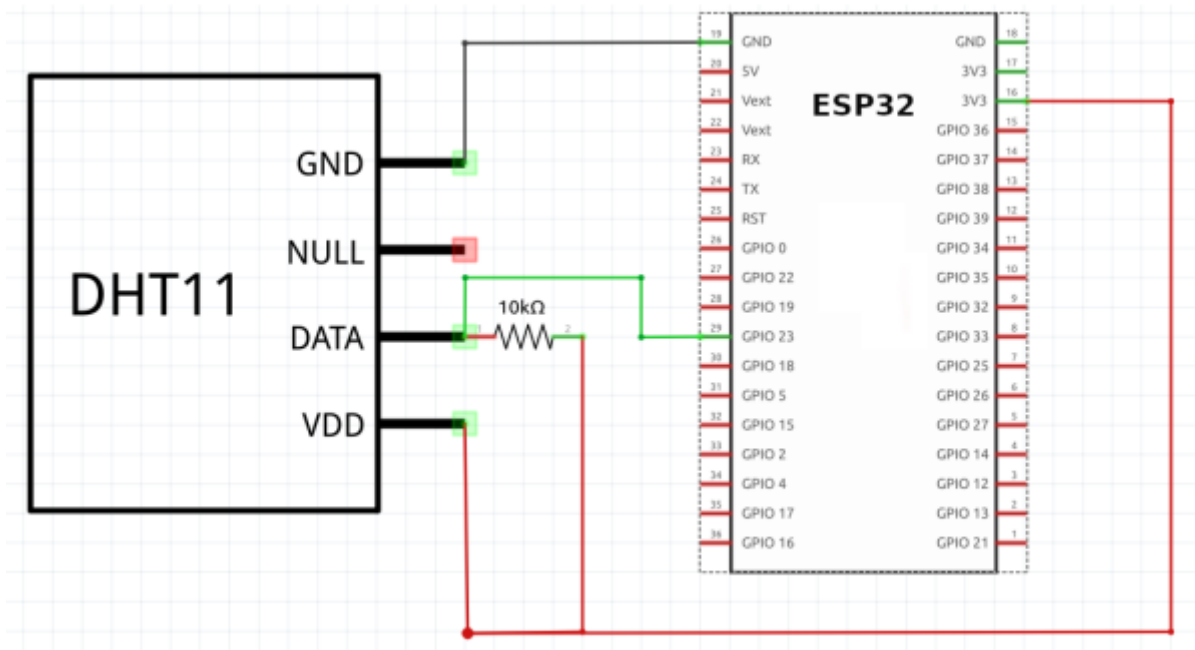 DHT11
GND
NULL
DATA
VDD
10kΩ
1
2
ESP32
19 GND
20 5V
21 Vext
22 Vext
23 RX
24 TX
25 RST
26 GPIO 0
27 GPIO 22
28 GPIO 19
29 GPIO 23
30 GPIO 18
31 GPIO 5
32 GPIO 15
33 GPIO 2
34 GPIO 4
35 GPIO 17
36 GPIO 16
GND 18
3V3 17
3V3 16
GPIO 36 15
GPIO 37 14
GPIO 38 13
GPIO 39 12
GPIO 34 11
GPIO 35 10
GPIO 32 9
GPIO 33 8
GPIO 25 7
GPIO 26 6
GPIO 27 5
GPIO 14 4
GPIO 12 3
GPIO 13 2
GPIO 21 1